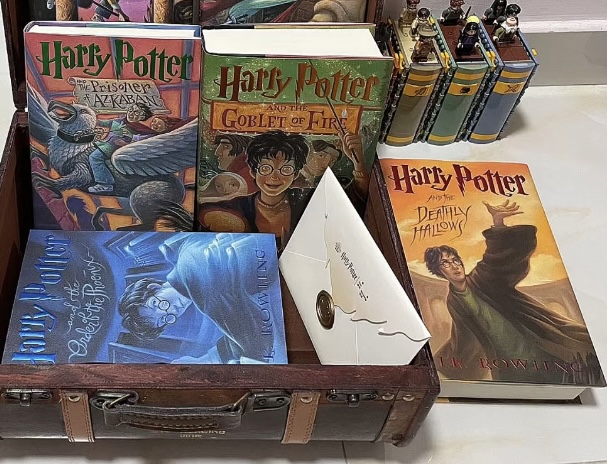 Harry Potter
AND THE
Prisoner
of AZKABAN
Harry Potter
AND THE
GOBLET OF FIRE
Harry Potter
and the
Order of the Phoenix
J.K. ROWLING
Harry Potter
AND THE
DEATHLY
HALLOWS
J.K. ROWLING